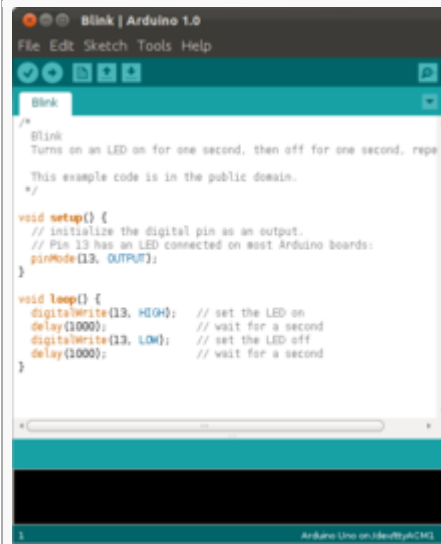 Blink | Arduino 1.0
File Edit Sketch Tools Help
Blink
/*
  Blink
  Turns on an LED on for one second, then off for one second, repe

  This example code is in the public domain.
 */

void setup() {
  // initialize the digital pin as an output.
  // Pin 13 has an LED connected on most Arduino boards:
  pinMode(13, OUTPUT);
}

void loop() {
  digitalWrite(13, HIGH);   // set the LED on
  delay(1000);              // wait for a second
  digitalWrite(13, LOW);    // set the LED off
  delay(1000);              // wait for a second
}
1
Arduino Uno on /dev/ttyACM1